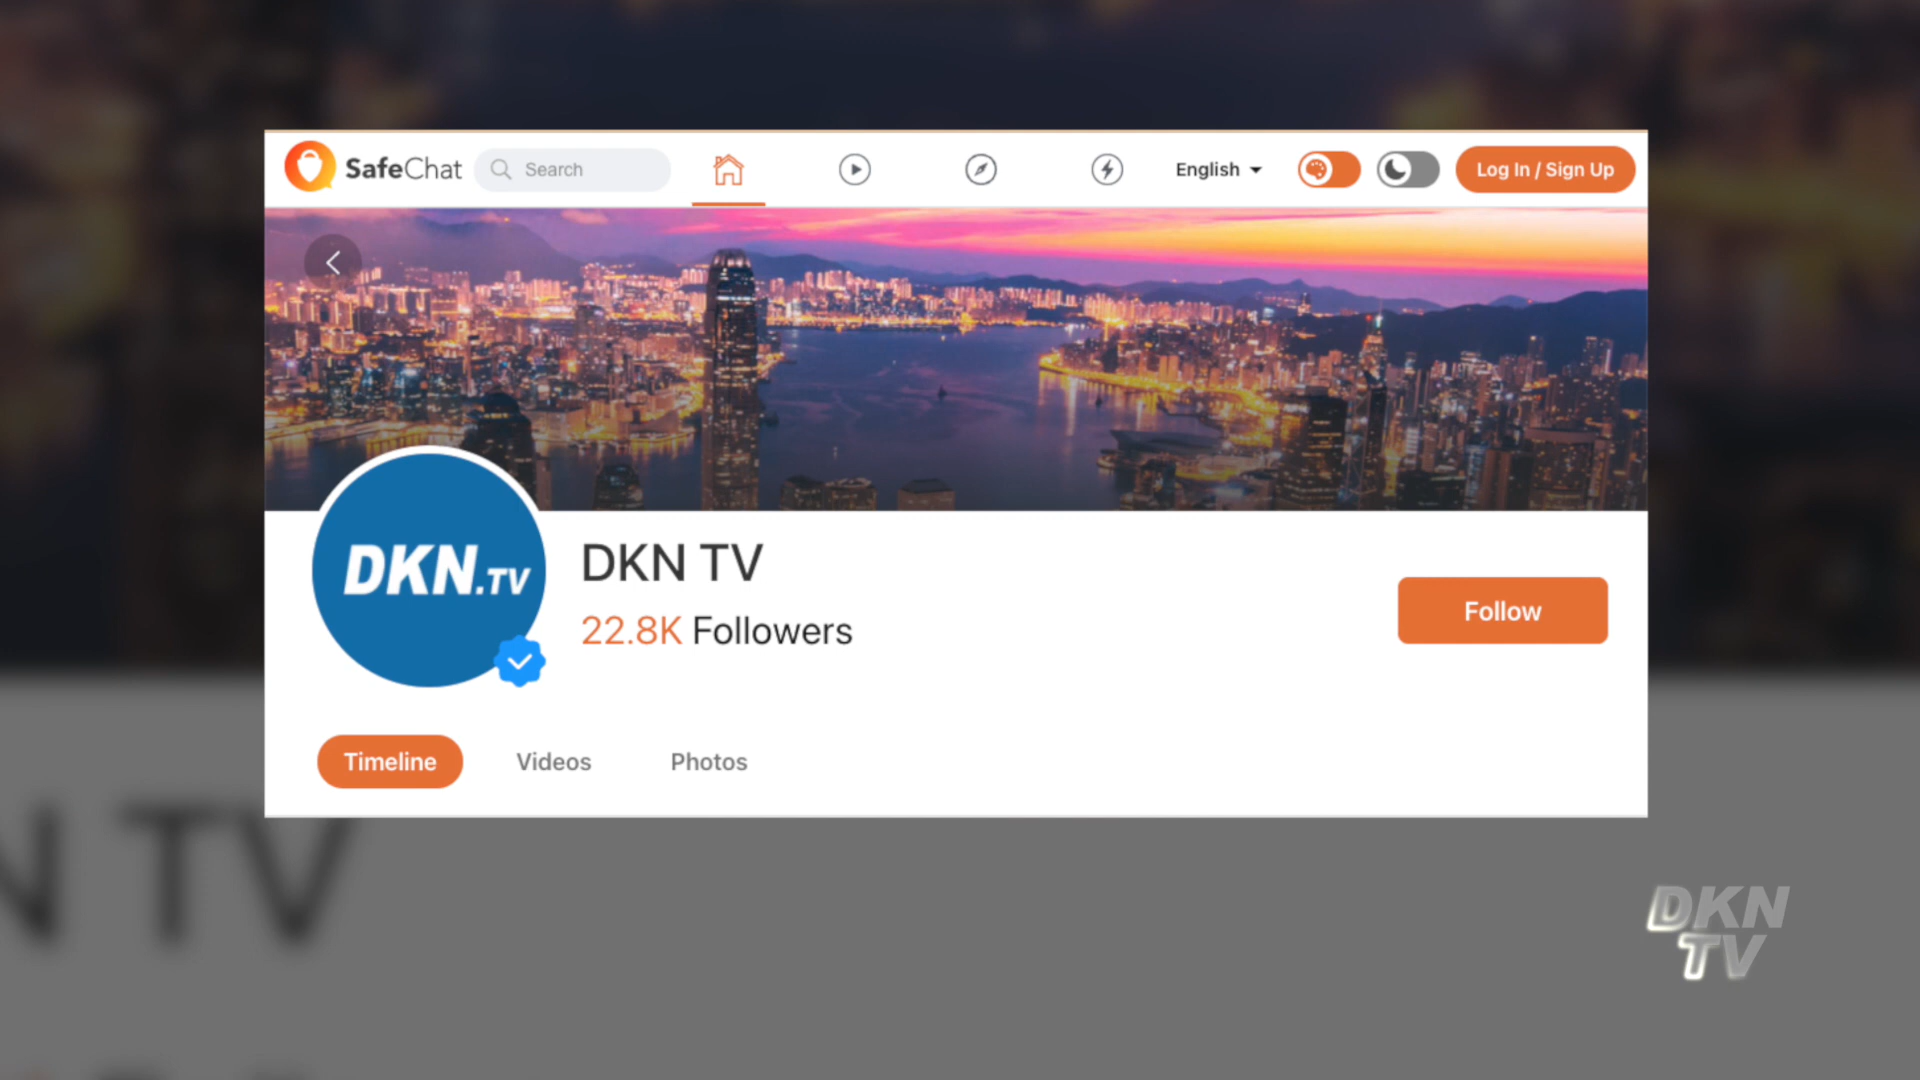 SafeChat
Search
English
Log In / Sign Up
DKN.TV
DKN TV
22.8K Followers
Follow
Timeline
Videos
Photos
N TV
DKN
TV